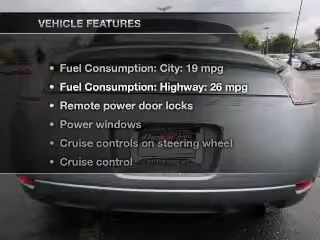 VEHICLE FEATURES
• Fuel Consumption: City: 19 mpg
• Fuel Consumption: Highway: 26 mpg
• Remote power door locks
• Power windows
• Cruise controls on steering wheel
• Cruise control